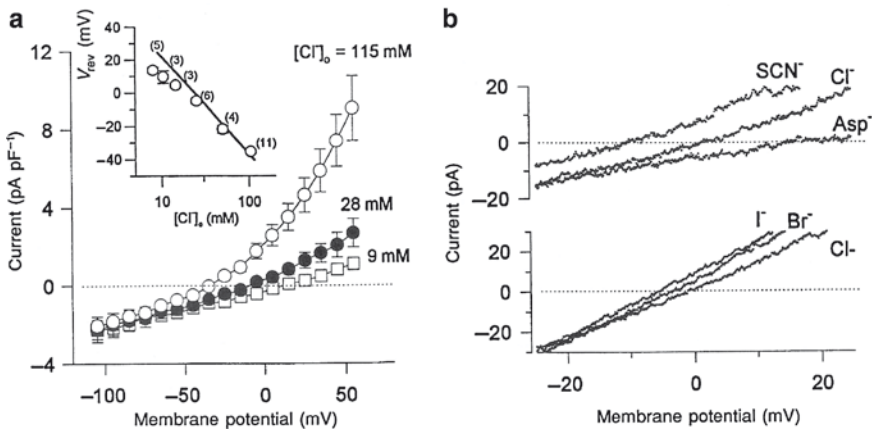 a
Vrev (mV)
40
20
0
−20
−40
(5)
(3)
(3)
(6)
(4)
(11)
10
100
[Cl-]o (mM)
[Cl-]o = 115 mM
28 mM
9 mM
12
8
4
0
−4
Current (pA pF−1)
−100
−50
0
50
Membrane potential (mV)
b
SCN-
Cl-
Asp-
20
0
−20
I-
Br-
Cl-
20
0
−20
Current (pA)
−20
0
20
Membrane potential (mV)